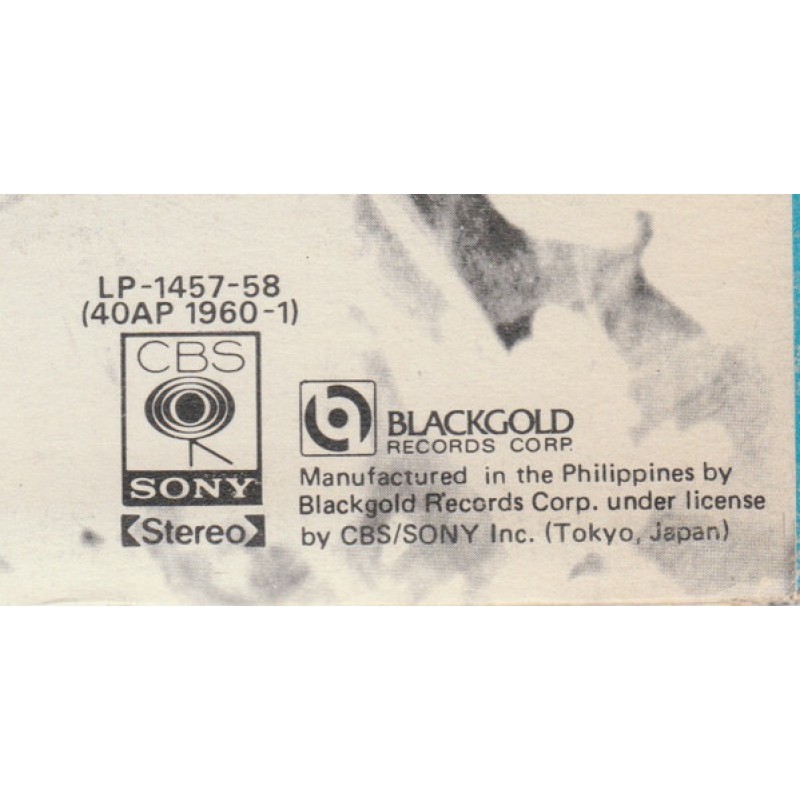 LP-1457-58
(40AP 1960-1)
CBS
SONY
Stereo
BLACKGOLD
RECORDS CORP.
Manufactured in the Philippines by
Blackgold Records Corp. under license
by CBS/SONY Inc. (Tokyo, Japan)